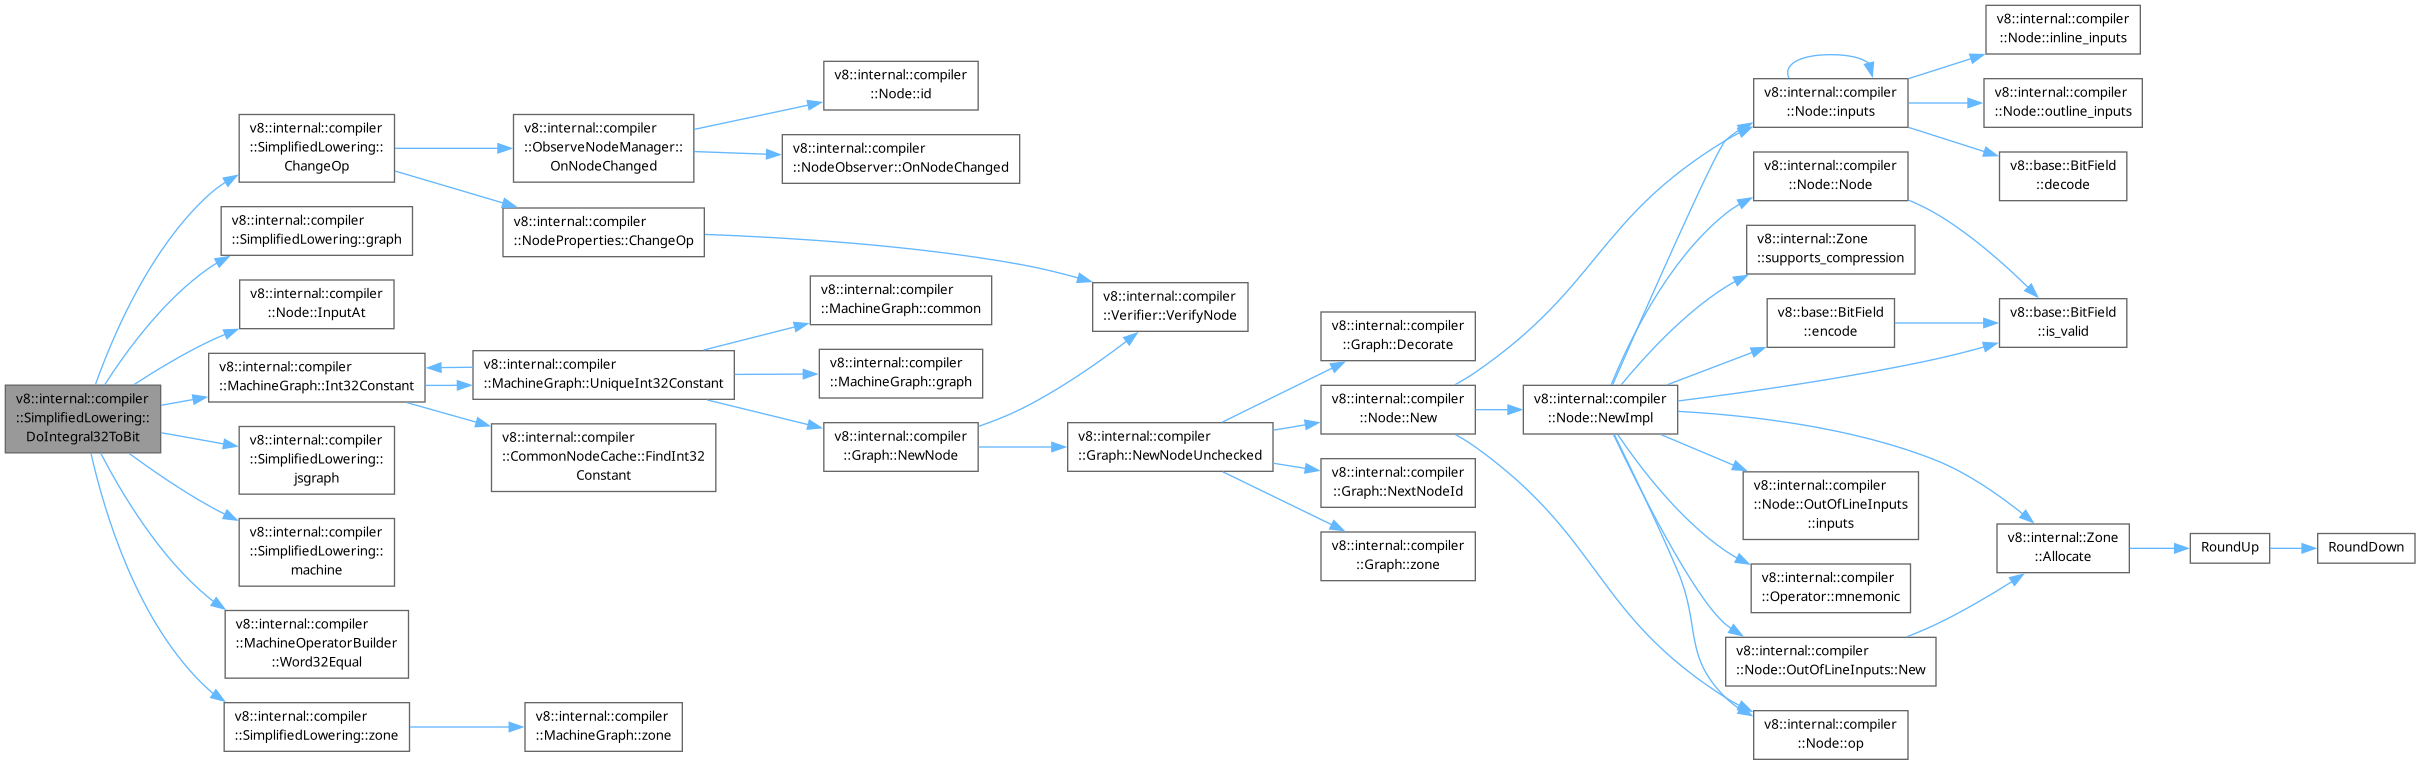 v8::internal::compiler
::SimplifiedLowering::
DoIntegral32ToBit
v8::internal::compiler
::SimplifiedLowering::
ChangeOp
v8::internal::compiler
::SimplifiedLowering::graph
v8::internal::compiler
::Node::InputAt
v8::internal::compiler
::MachineGraph::Int32Constant
v8::internal::compiler
::SimplifiedLowering::
jsgraph
v8::internal::compiler
::SimplifiedLowering::
machine
v8::internal::compiler
::MachineOperatorBuilder
::Word32Equal
v8::internal::compiler
::SimplifiedLowering::zone
v8::internal::compiler
::ObserveNodeManager::
OnNodeChanged
v8::internal::compiler
::NodeProperties::ChangeOp
v8::internal::compiler
::MachineGraph::UniqueInt32Constant
v8::internal::compiler
::CommonNodeCache::FindInt32
Constant
v8::internal::compiler
::MachineGraph::zone
v8::internal::compiler
::Node::id
v8::internal::compiler
::NodeObserver::OnNodeChanged
v8::internal::compiler
::MachineGraph::common
v8::internal::compiler
::MachineGraph::graph
v8::internal::compiler
::Graph::NewNode
v8::internal::compiler
::Verifier::VerifyNode
v8::internal::compiler
::Graph::NewNodeUnchecked
v8::internal::compiler
::Graph::Decorate
v8::internal::compiler
::Node::New
v8::internal::compiler
::Graph::NextNodeId
v8::internal::compiler
::Graph::zone
v8::internal::compiler
::Node::NewImpl
v8::internal::compiler
::Node::inputs
v8::internal::compiler
::Node::Node
v8::internal::Zone
::supports_compression
v8::base::BitField
::encode
v8::internal::compiler
::Node::OutOfLineInputs
::inputs
v8::internal::compiler
::Operator::mnemonic
v8::internal::compiler
::Node::OutOfLineInputs::New
v8::internal::compiler
::Node::op
v8::internal::compiler
::Node::inline_inputs
v8::internal::compiler
::Node::outline_inputs
v8::base::BitField
::decode
v8::base::BitField
::is_valid
v8::internal::Zone
::Allocate
RoundUp
RoundDown